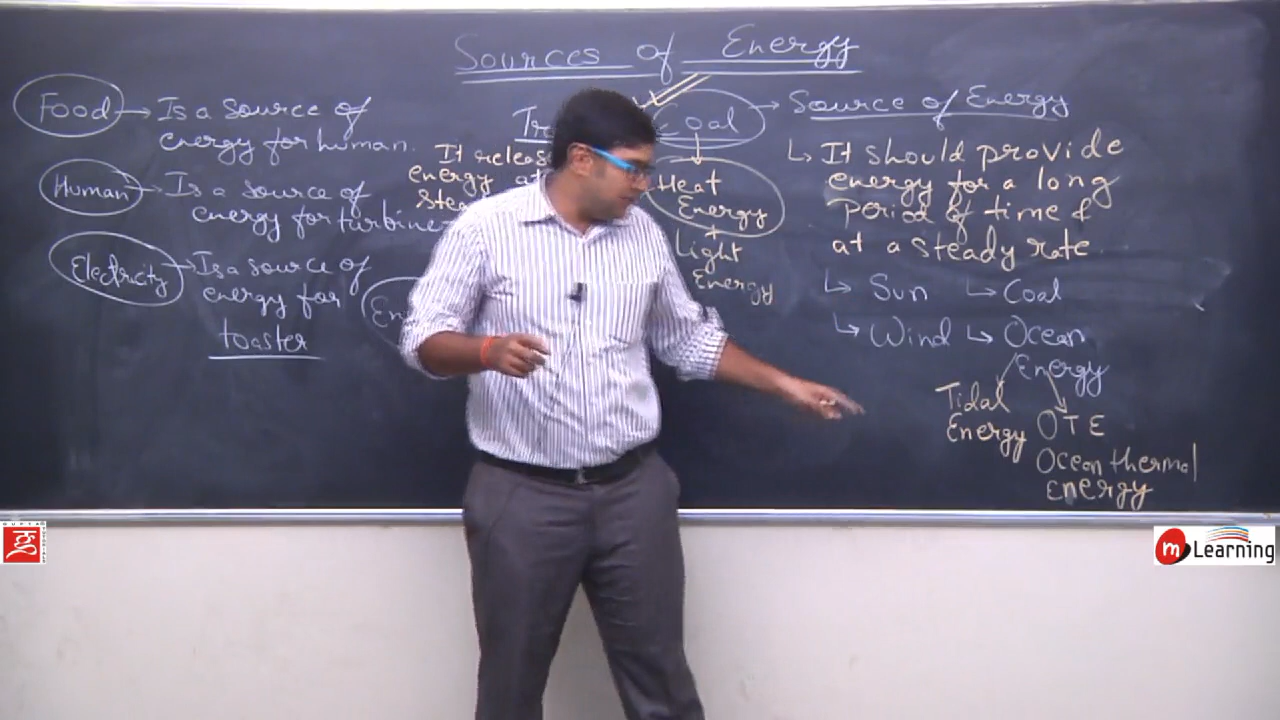 Sources of Energy
Food → Is a source of
energy for human.
Human → Is a source of
energy for turbine
Electricity → Is a source of
energy for
toaster
It
energy
Coal
Heat
Energy
+
Light
Energy
→ Source of Energy
↳ It should provide
energy for a long
period of time &
at a steady rate.
↳ Sun ↳ Coal
↳ Wind ↳ Ocean
Energy
Tidal
Energy
OTE
Ocean thermal
Energy
GUPTA TUTORIALS
m Learning